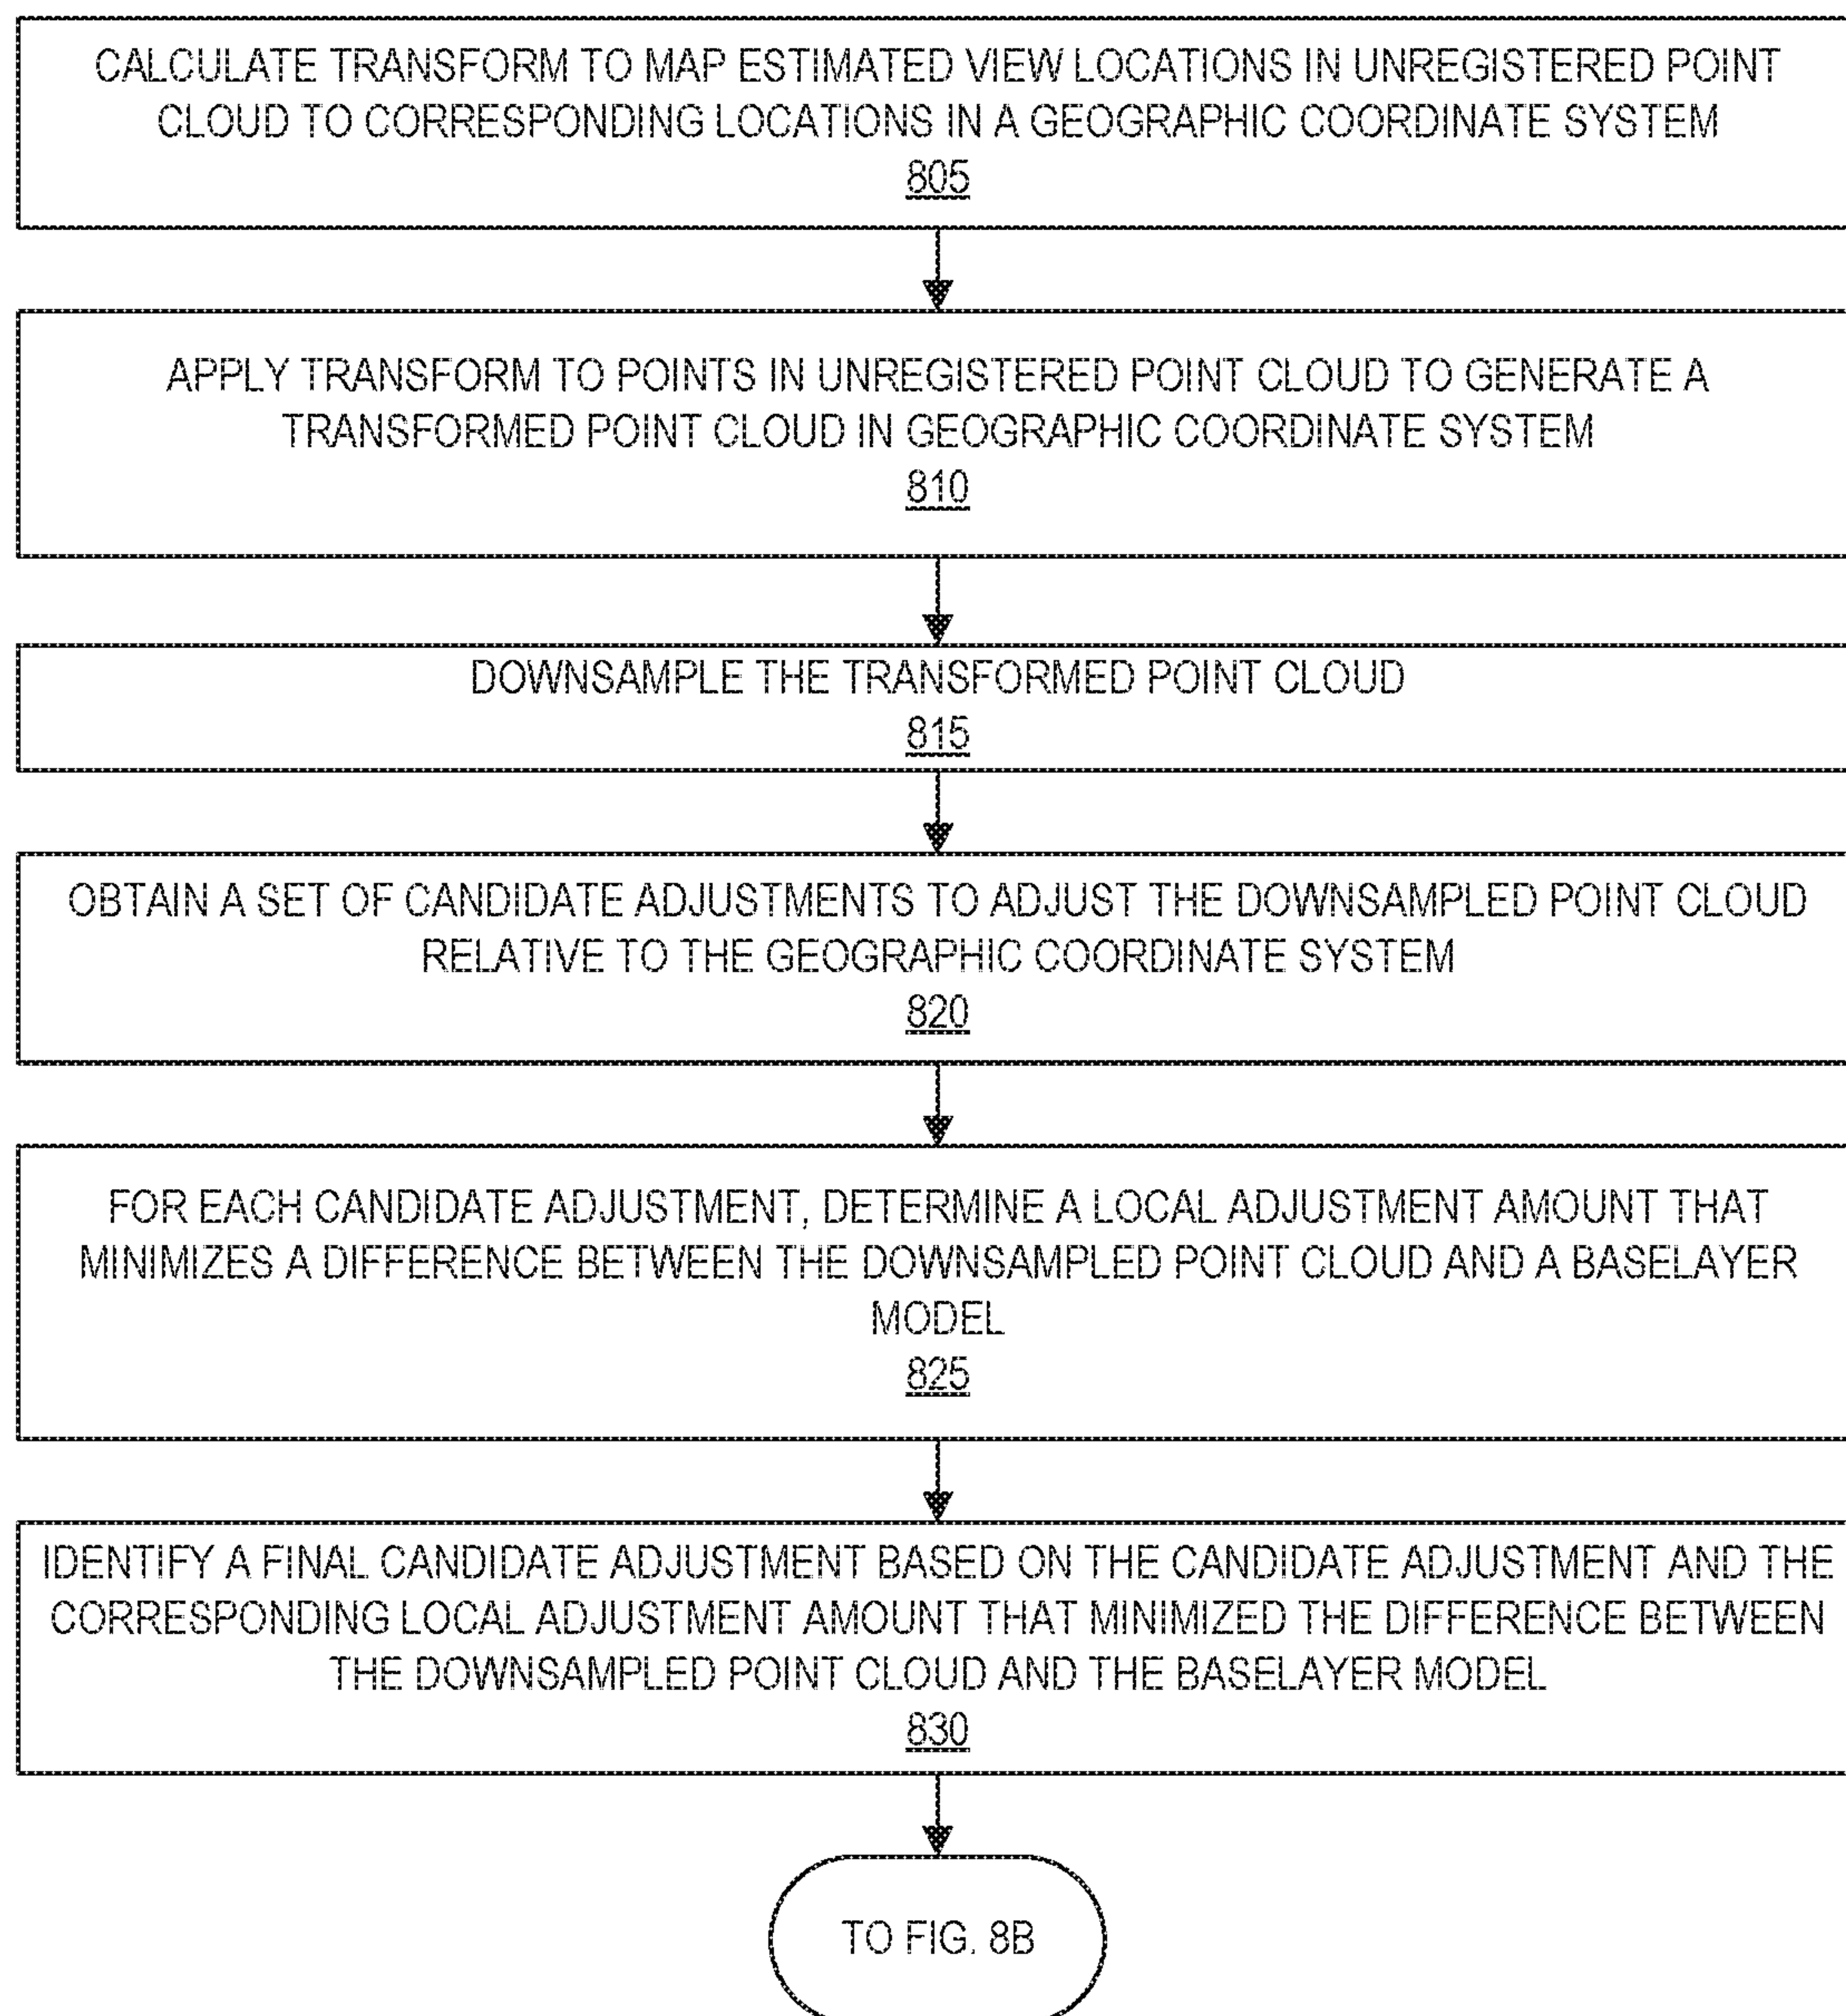 CALCULATE TRANSFORM TO MAP ESTIMATED VIEW LOCATIONS IN UNREGISTERED POINT
CLOUD TO CORRESPONDING LOCATIONS IN A GEOGRAPHIC COORDINATE SYSTEM
805
APPLY TRANSFORM TO POINTS IN UNREGISTERED POINT CLOUD TO GENERATE A
TRANSFORMED POINT CLOUD IN GEOGRAPHIC COORDINATE SYSTEM
810
DOWNSAMPLE THE TRANSFORMED POINT CLOUD
815
OBTAIN A SET OF CANDIDATE ADJUSTMENTS TO ADJUST THE DOWNSAMPLED POINT CLOUD
RELATIVE TO THE GEOGRAPHIC COORDINATE SYSTEM
820
FOR EACH CANDIDATE ADJUSTMENT, DETERMINE A LOCAL ADJUSTMENT AMOUNT THAT
MINIMIZES A DIFFERENCE BETWEEN THE DOWNSAMPLED POINT CLOUD AND A BASELAYER
MODEL
825
IDENTIFY A FINAL CANDIDATE ADJUSTMENT BASED ON THE CANDIDATE ADJUSTMENT AND THE
CORRESPONDING LOCAL ADJUSTMENT AMOUNT THAT MINIMIZED THE DIFFERENCE BETWEEN
THE DOWNSAMPLED POINT CLOUD AND THE BASELAYER MODEL
830
TO FIG. 8B